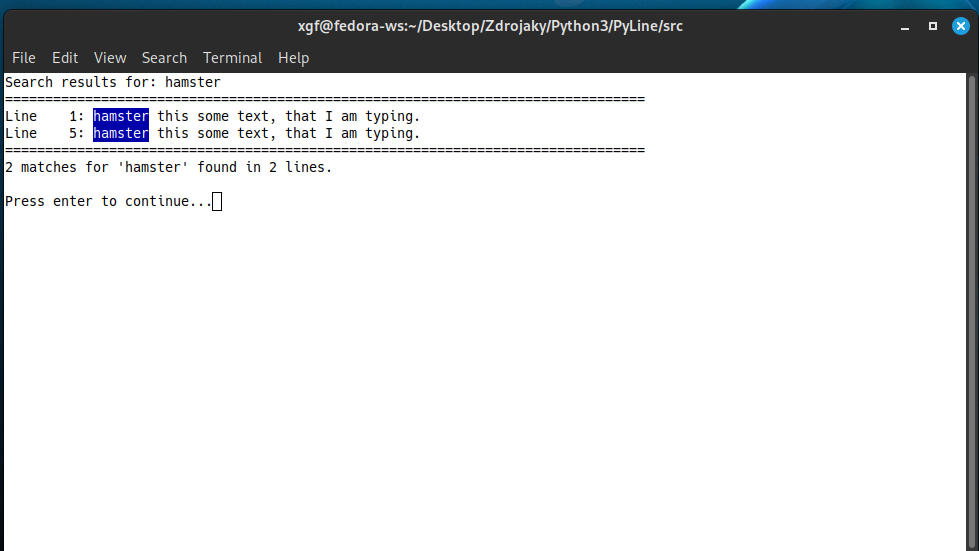 xgf@fedora-ws:~/Desktop/Zdrojaky/Python3/PyLine/src
File Edit View Search Terminal Help
Search results for: hamster
================================================================================
Line    1: hamster this some text, that I am typing.
Line    5: hamster this some text, that I am typing.
================================================================================
2 matches for 'hamster' found in 2 lines.
Press enter to continue...